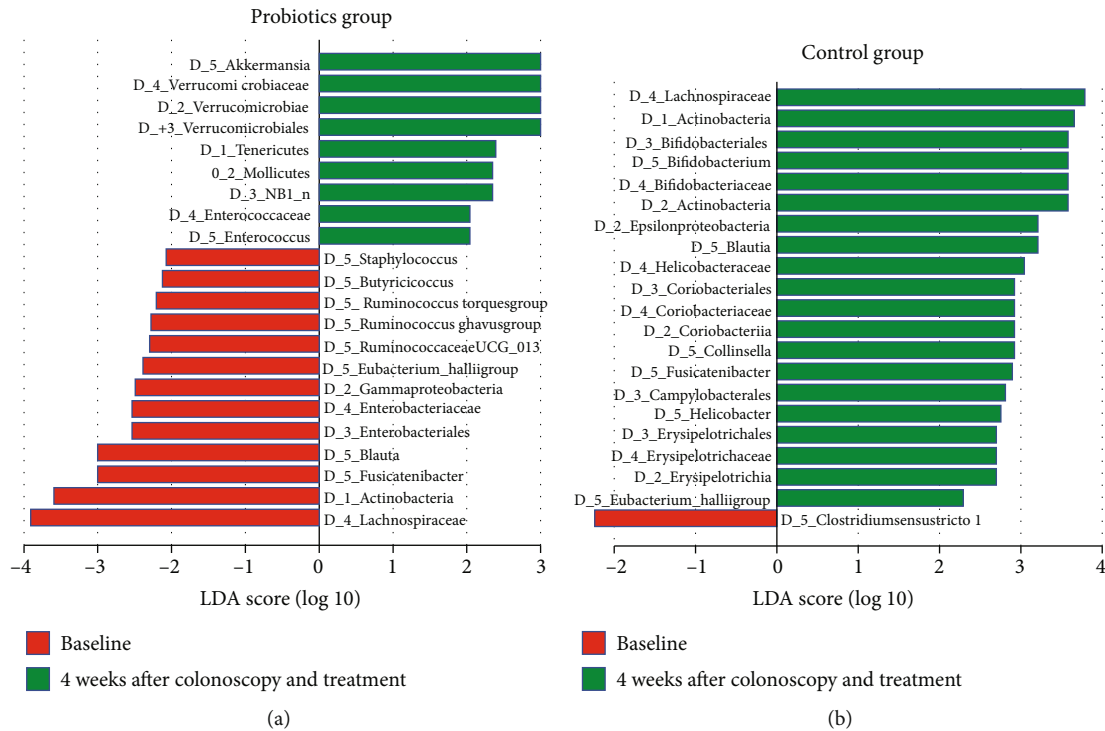 Probiotics group
D_5_Akkermansia
D_4_Verrucomi crobiaceae
D_2_Verrucomicrobiae
D_+3_Verrucomicrobiales
D_1_Tenericutes
0_2_Mollicutes
D_3_NB1_n
D_4_Enterococcaceae
D_5_Enterococcus
D_5_Staphylococcus
D_5_Butyricicoccus
D_5_ Ruminococcus torquesgroup
D_5_Ruminococcus ghavusgroup
D_5_RuminococcaceaeUCG_013
D_5_Eubacterium_halliigroup
D_2_Gammaproteobacteria
D_4_Enterobacteriaceae
D_3_Enterobacteriales
D_5_Blauta
D_5_Fusicatenibacter
D_1_Actinobacteria
D_4_Lachnospiraceae
–4 –3 –2 –1 0 1 2 3
LDA score (log 10)
Baseline
4 weeks after colonoscopy and treatment
(a)
Control group
D_4_Lachnospiraceae
D_1_Actinobacteria
D_3_Bifidobacteriales
D_5_Bifidobacterium
D_4_Bifidobacteriaceae
D_2_Actinobacteria
D_2_Epsilonproteobacteria
D_5_Blautia
D_4_Helicobacteraceae
D_3_Coriobacteriales
D_4_Coriobacteriaceae
D_2_Coriobacteriia
D_5_Collinsella
D_5_Fusicatenibacter
D_3_Campylobacterales
D_5_Helicobacter
D_3_Erysipelotrichales
D_4_Erysipelotrichaceae
D_2_Erysipelotrichia
D_5_Eubacterium_halliigroup
D_5_Clostridiumsensustricto 1
–2 –1 0 1 2 3 4
LDA score (log 10)
Baseline
4 weeks after colonoscopy and treatment
(b)